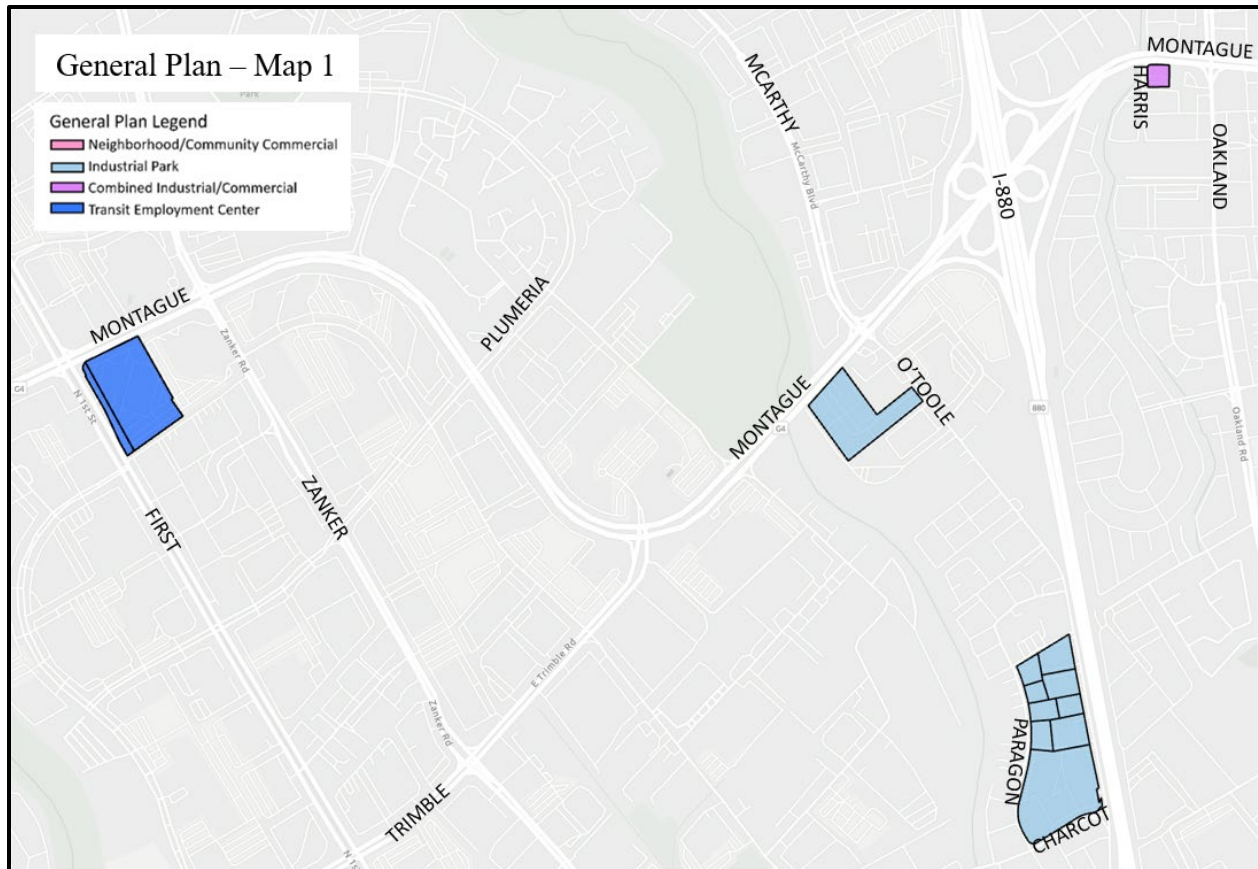 General Plan – Map 1
Park
General Plan Legend
Neighborhood/Community Commercial
Industrial Park
Combined Industrial/Commercial
Transit Employment Center
MONTAGUE
HARRIS
OAKLAND
MCARTHY
McCarthy Blvd
I-880
PLUMERIA
MONTAGUE
Zanker Rd
G4
N 1st St
O'TOOLE
MONTAGUE
G4
880
Oakland Rd
ZANKER
FIRST
E Trimble Rd
Zanker Rd
PARAGON
TRIMBLE
CHARCOT
N 1s